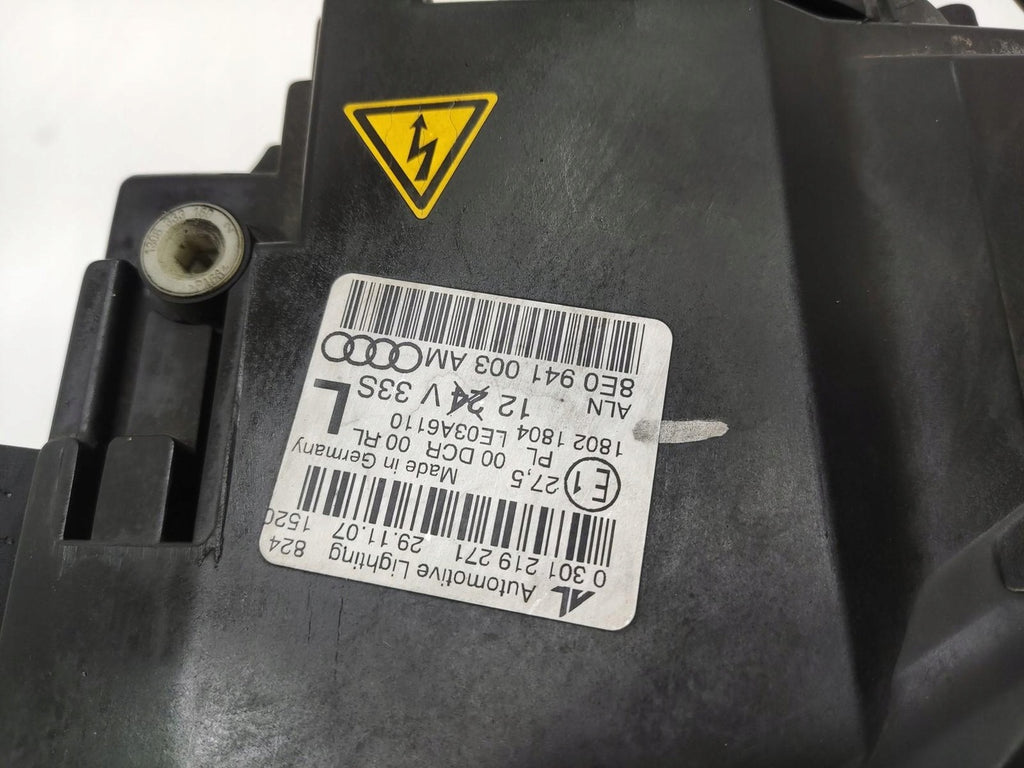 AL Automotive Lighting 824
0 301 219 271 29.11.07 1520
E1 27,5 Made in Germany
PL 00 DCR 00 RL
1802 1804 LE03A6110
ALN 12 24 V 33S L
8E0 941 003 AM